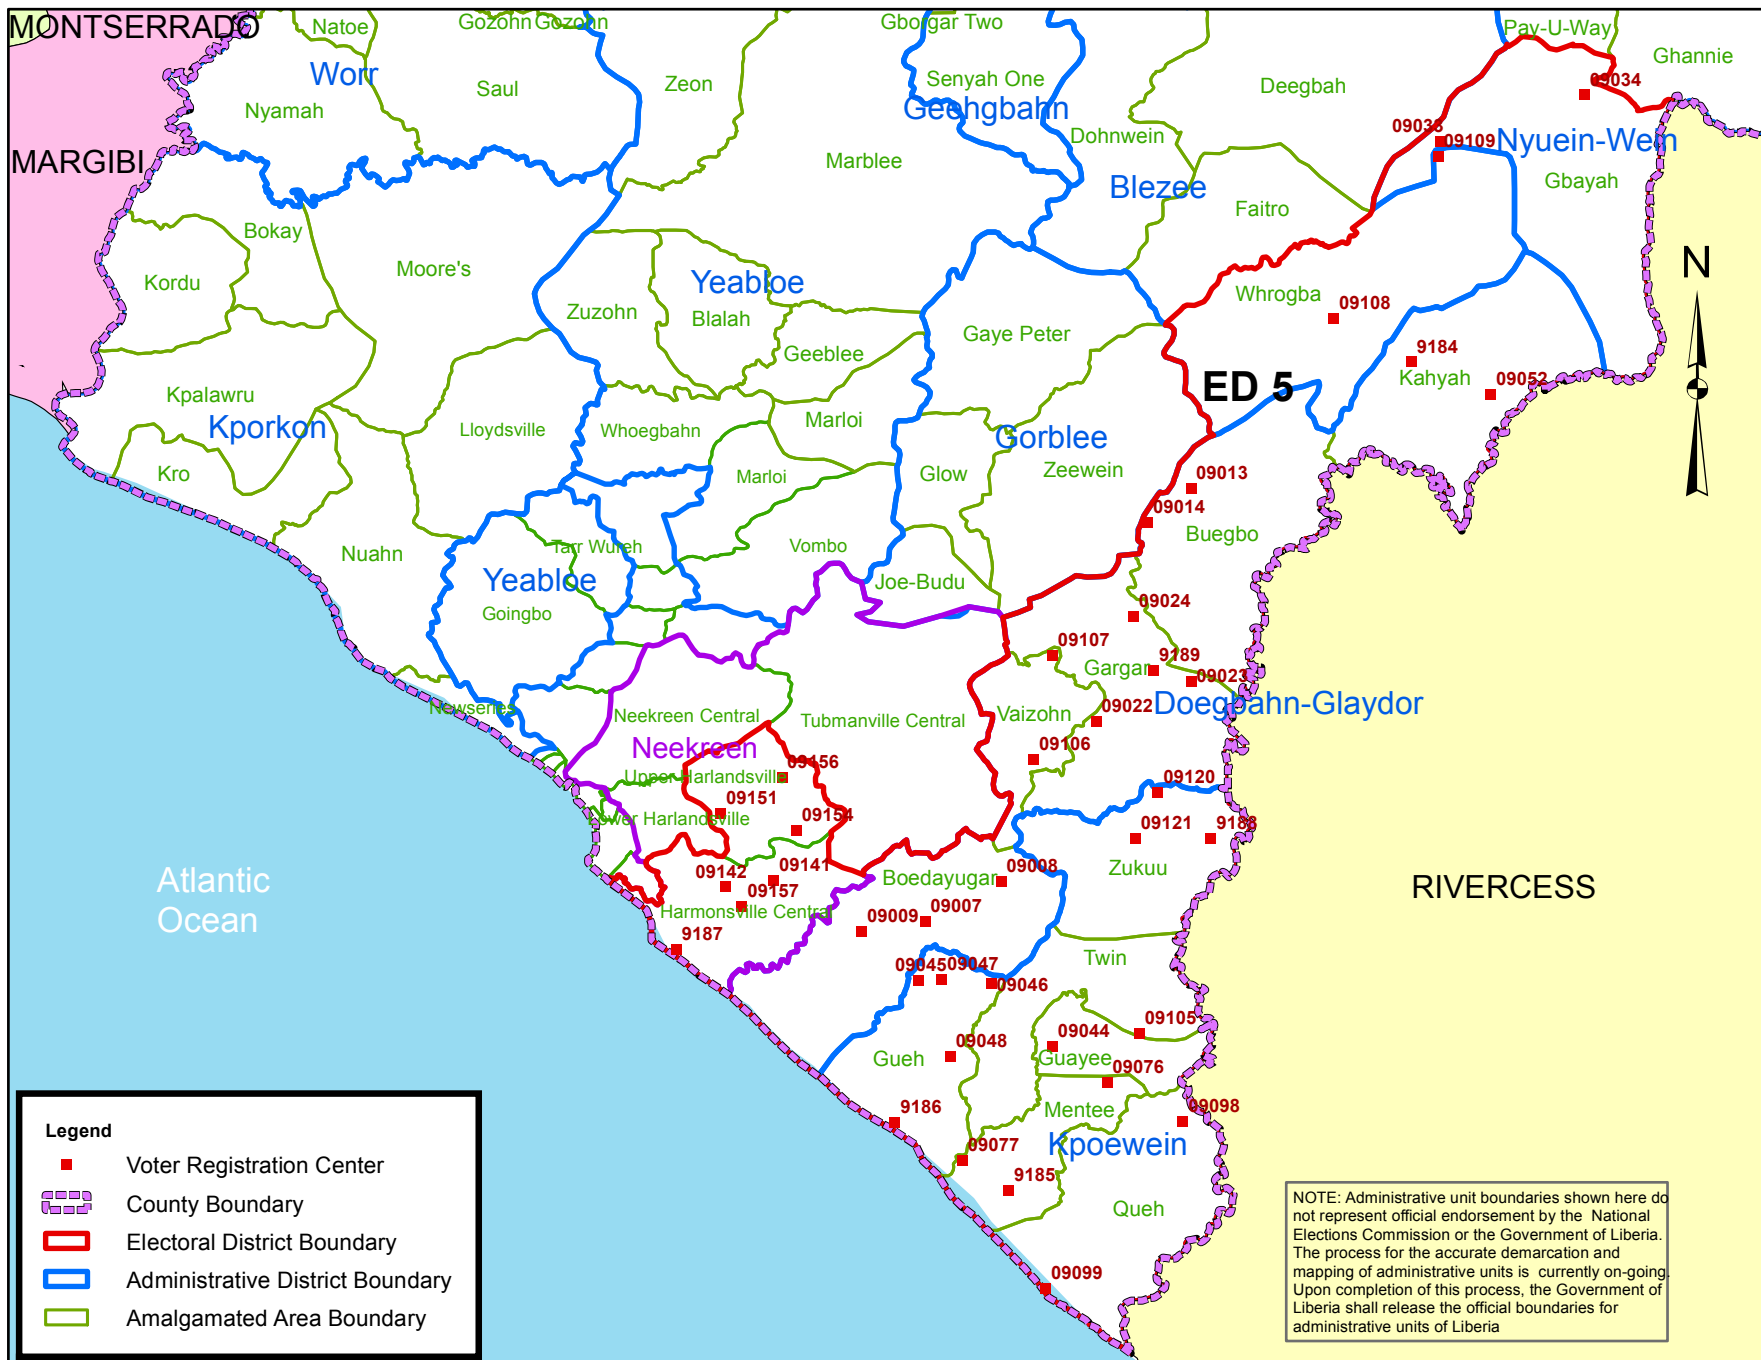 MONTSERRADO
Natoe
Gozohn Gozohn
Gborgar Two
Pay-U-Way
Ghannie
Worr
Saul
Zeon
Senyah One
Deegbah
09034
Nyamah
Geehgbahn
Dohnwein
09038
09109
Nyuein-Wein
MARGIBI
Marblee
Blezee
Gbayah
Faitro
Bokay
Kordu
Moore's
Yeabloe
Whrogba
09108
N
Zuzohn
Blalah
Gaye Peter
Geeblee
9184
Kahyah
09052
ED 5
Kpalawru
Kporkon
Lloydsville
Whoegbahn
Marloi
Gorblee
Zeewein
Kro
Marloi
Glow
09013
09014
Buegbo
Nuahn
Tarr Wureh
Vombo
Yeabloe
Joe-Budu
Goingbo
09024
09107
Gargar
9189
09023
Doegbahn-Glaydor
Newseries
Neekreen Central
Tubmanville Central
Vaizohn
09022
Neekreen
09106
Upper Harlandsville
09156
09120
09151
Lower Harlandsville
09154
09121
9188
Zukuu
09142
09141
Boedayugar
09008
09157
Harmonsville Central
RIVERCESS
Atlantic
Ocean
09009
09007
9187
Twin
09045
09047
09046
09105
09044
Gueh
09048
Guayee
09076
Mentee
9186
09098
Kpoewein
09077
9185
Queh
09099
Legend
Voter Registration Center
County Boundary
Electoral District Boundary
Administrative District Boundary
Amalgamated Area Boundary
NOTE: Administrative unit boundaries shown here do
not represent official endorsement by the National
Elections Commission or the Government of Liberia.
The process for the accurate demarcation and
mapping of administrative units is currently on-going.
Upon completion of this process, the Government of
Liberia shall release the official boundaries for
administrative units of Liberia